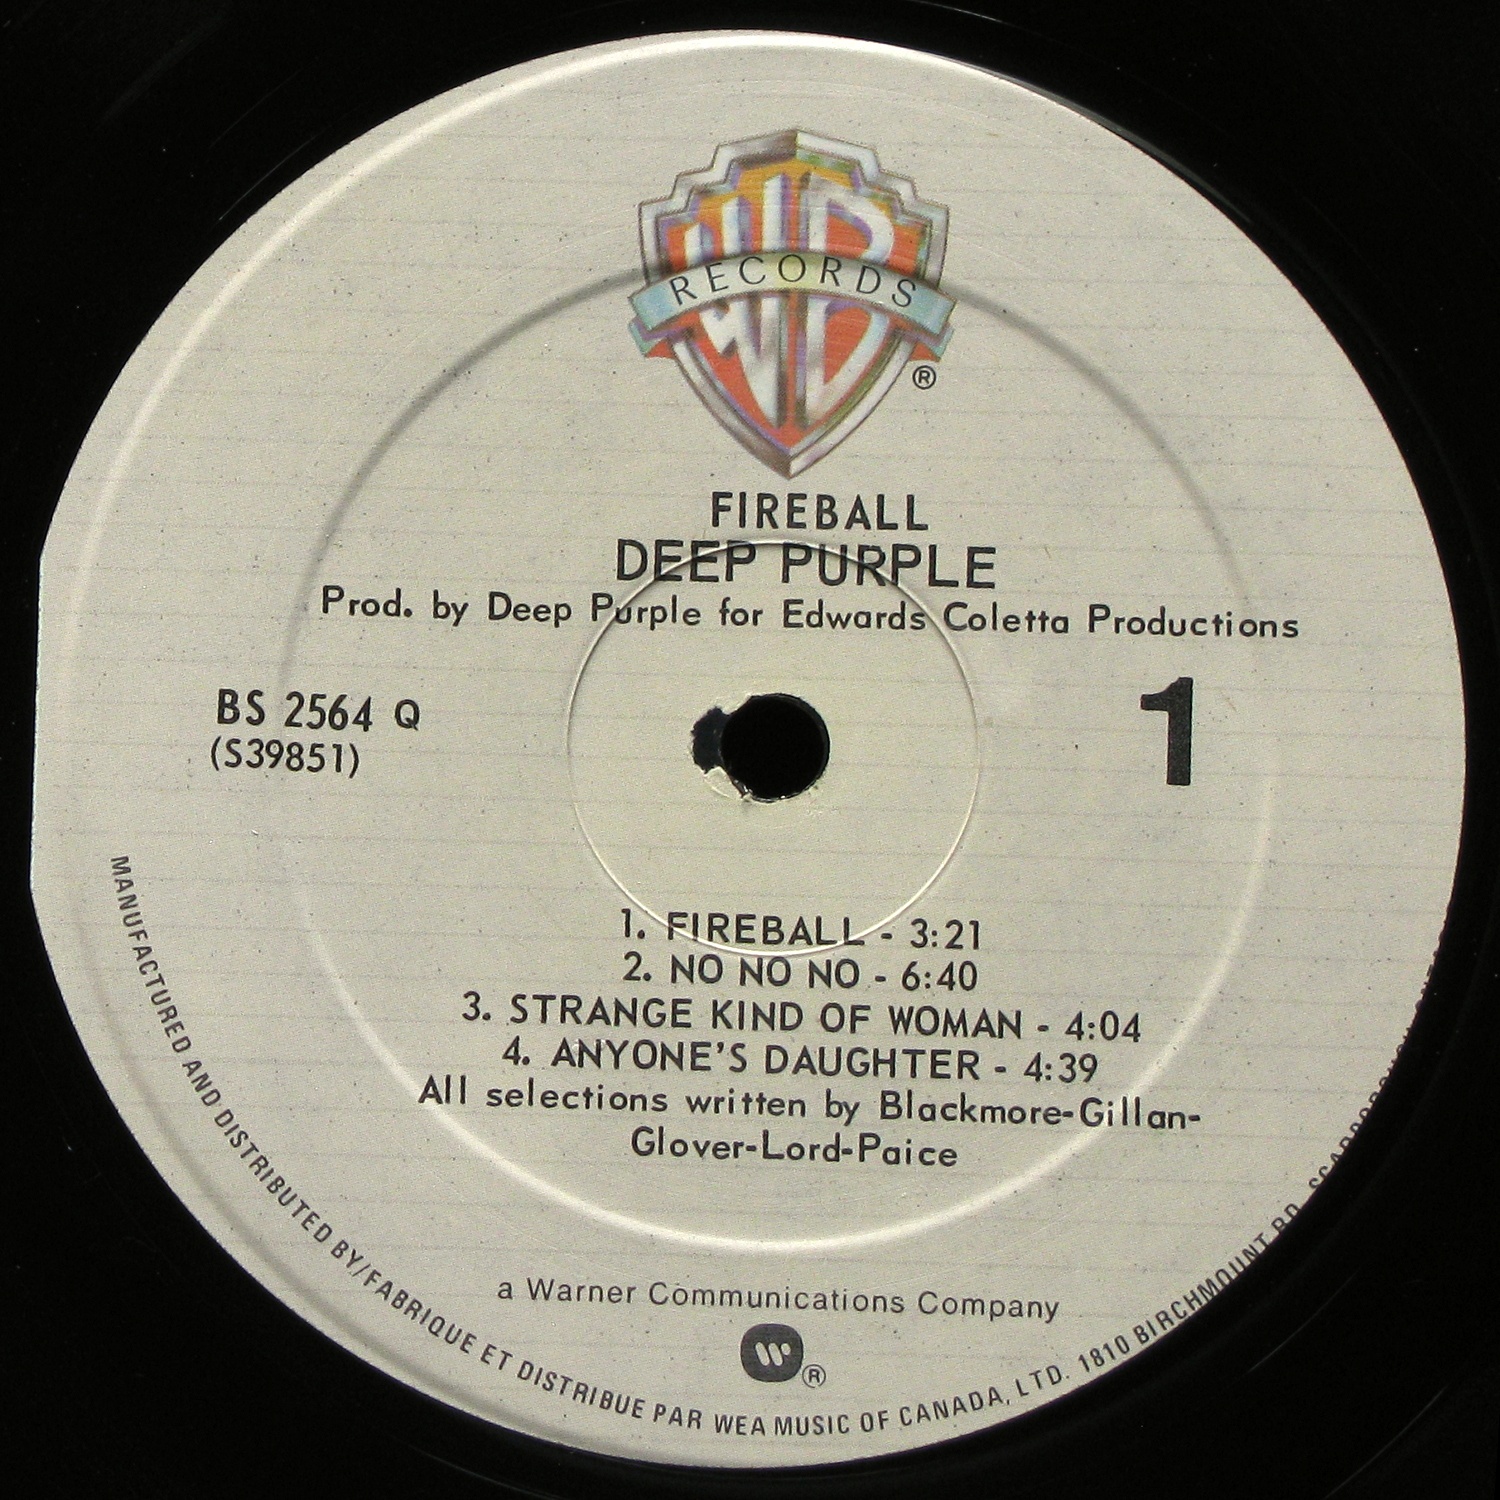 WB
RECORDS
®
FIREBALL
DEEP PURPLE
Prod. by Deep Purple for Edwards Coletta Productions
BS 2564 Q
(S39851)
1
1. FIREBALL - 3:21
2. NO NO NO - 6:40
3. STRANGE KIND OF WOMAN - 4:04
4. ANYONE'S DAUGHTER - 4:39
All selections written by Blackmore-Gillan-
Glover-Lord-Paice
a Warner Communications Company
®
MANUFACTURED AND DISTRIBUTED BY/FABRIQUE ET DISTRIBUE PAR WEA MUSIC OF CANADA, LTD. 1810 BIRCHMOUNT RD.